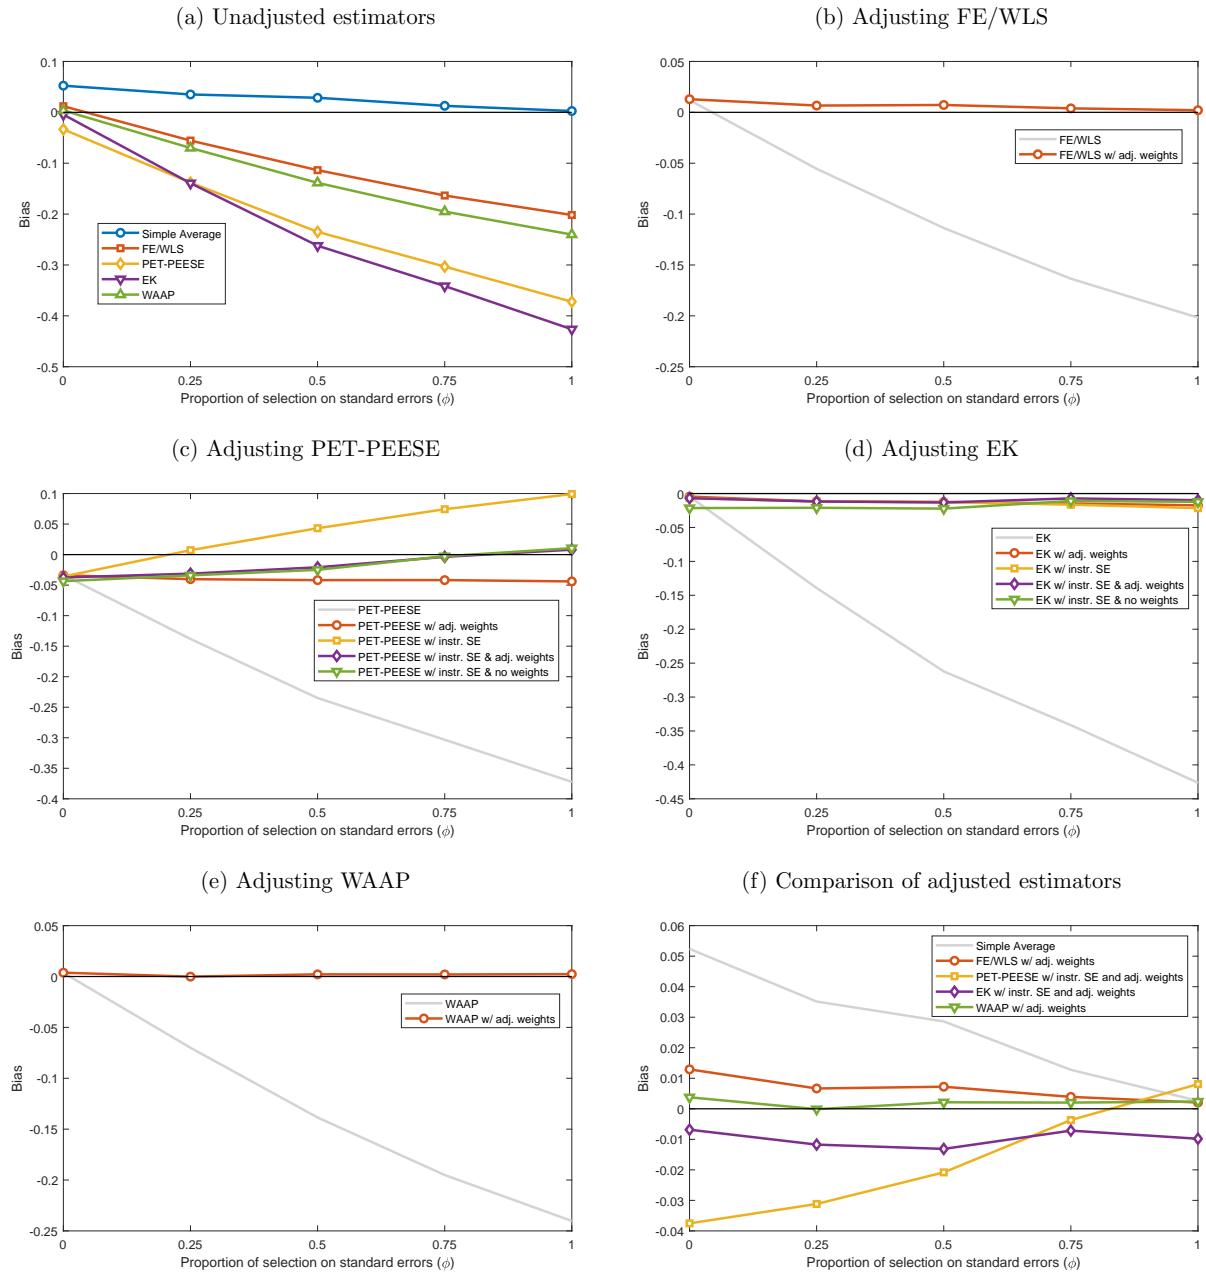 (a) Unadjusted estimators
0.1
0
-0.1
-0.2
-0.3
-0.4
-0.5
Bias
Simple Average
FE/WLS
PET-PEESE
EK
WAAP
0 0.25 0.5 0.75 1
Proportion of selection on standard errors (ϕ)
(b) Adjusting FE/WLS
0.05
0
-0.05
-0.1
-0.15
-0.2
-0.25
Bias
FE/WLS
FE/WLS w/ adj. weights
0 0.25 0.5 0.75 1
Proportion of selection on standard errors (ϕ)
(c) Adjusting PET-PEESE
0.1
0.05
0
-0.05
-0.1
-0.15
-0.2
-0.25
-0.3
-0.35
-0.4
Bias
PET-PEESE
PET-PEESE w/ adj. weights
PET-PEESE w/ instr. SE
PET-PEESE w/ instr. SE & adj. weights
PET-PEESE w/ instr. SE & no weights
0 0.25 0.5 0.75 1
Proportion of selection on standard errors (ϕ)
(d) Adjusting EK
0
-0.05
-0.1
-0.15
-0.2
-0.25
-0.3
-0.35
-0.4
-0.45
Bias
EK
EK w/ adj. weights
EK w/ instr. SE
EK w/ instr. SE & adj. weights
EK w/ instr. SE & no weights
0 0.25 0.5 0.75 1
Proportion of selection on standard errors (ϕ)
(e) Adjusting WAAP
0.05
0
-0.05
-0.1
-0.15
-0.2
-0.25
Bias
WAAP
WAAP w/ adj. weights
0 0.25 0.5 0.75 1
Proportion of selection on standard errors (ϕ)
(f) Comparison of adjusted estimators
0.06
0.05
0.04
0.03
0.02
0.01
0
-0.01
-0.02
-0.03
-0.04
Bias
Simple Average
FE/WLS w/ adj. weights
PET-PEESE w/ instr. SE and adj. weights
EK w/ instr. SE and adj. weights
WAAP w/ adj. weights
0 0.25 0.5 0.75 1
Proportion of selection on standard errors (ϕ)